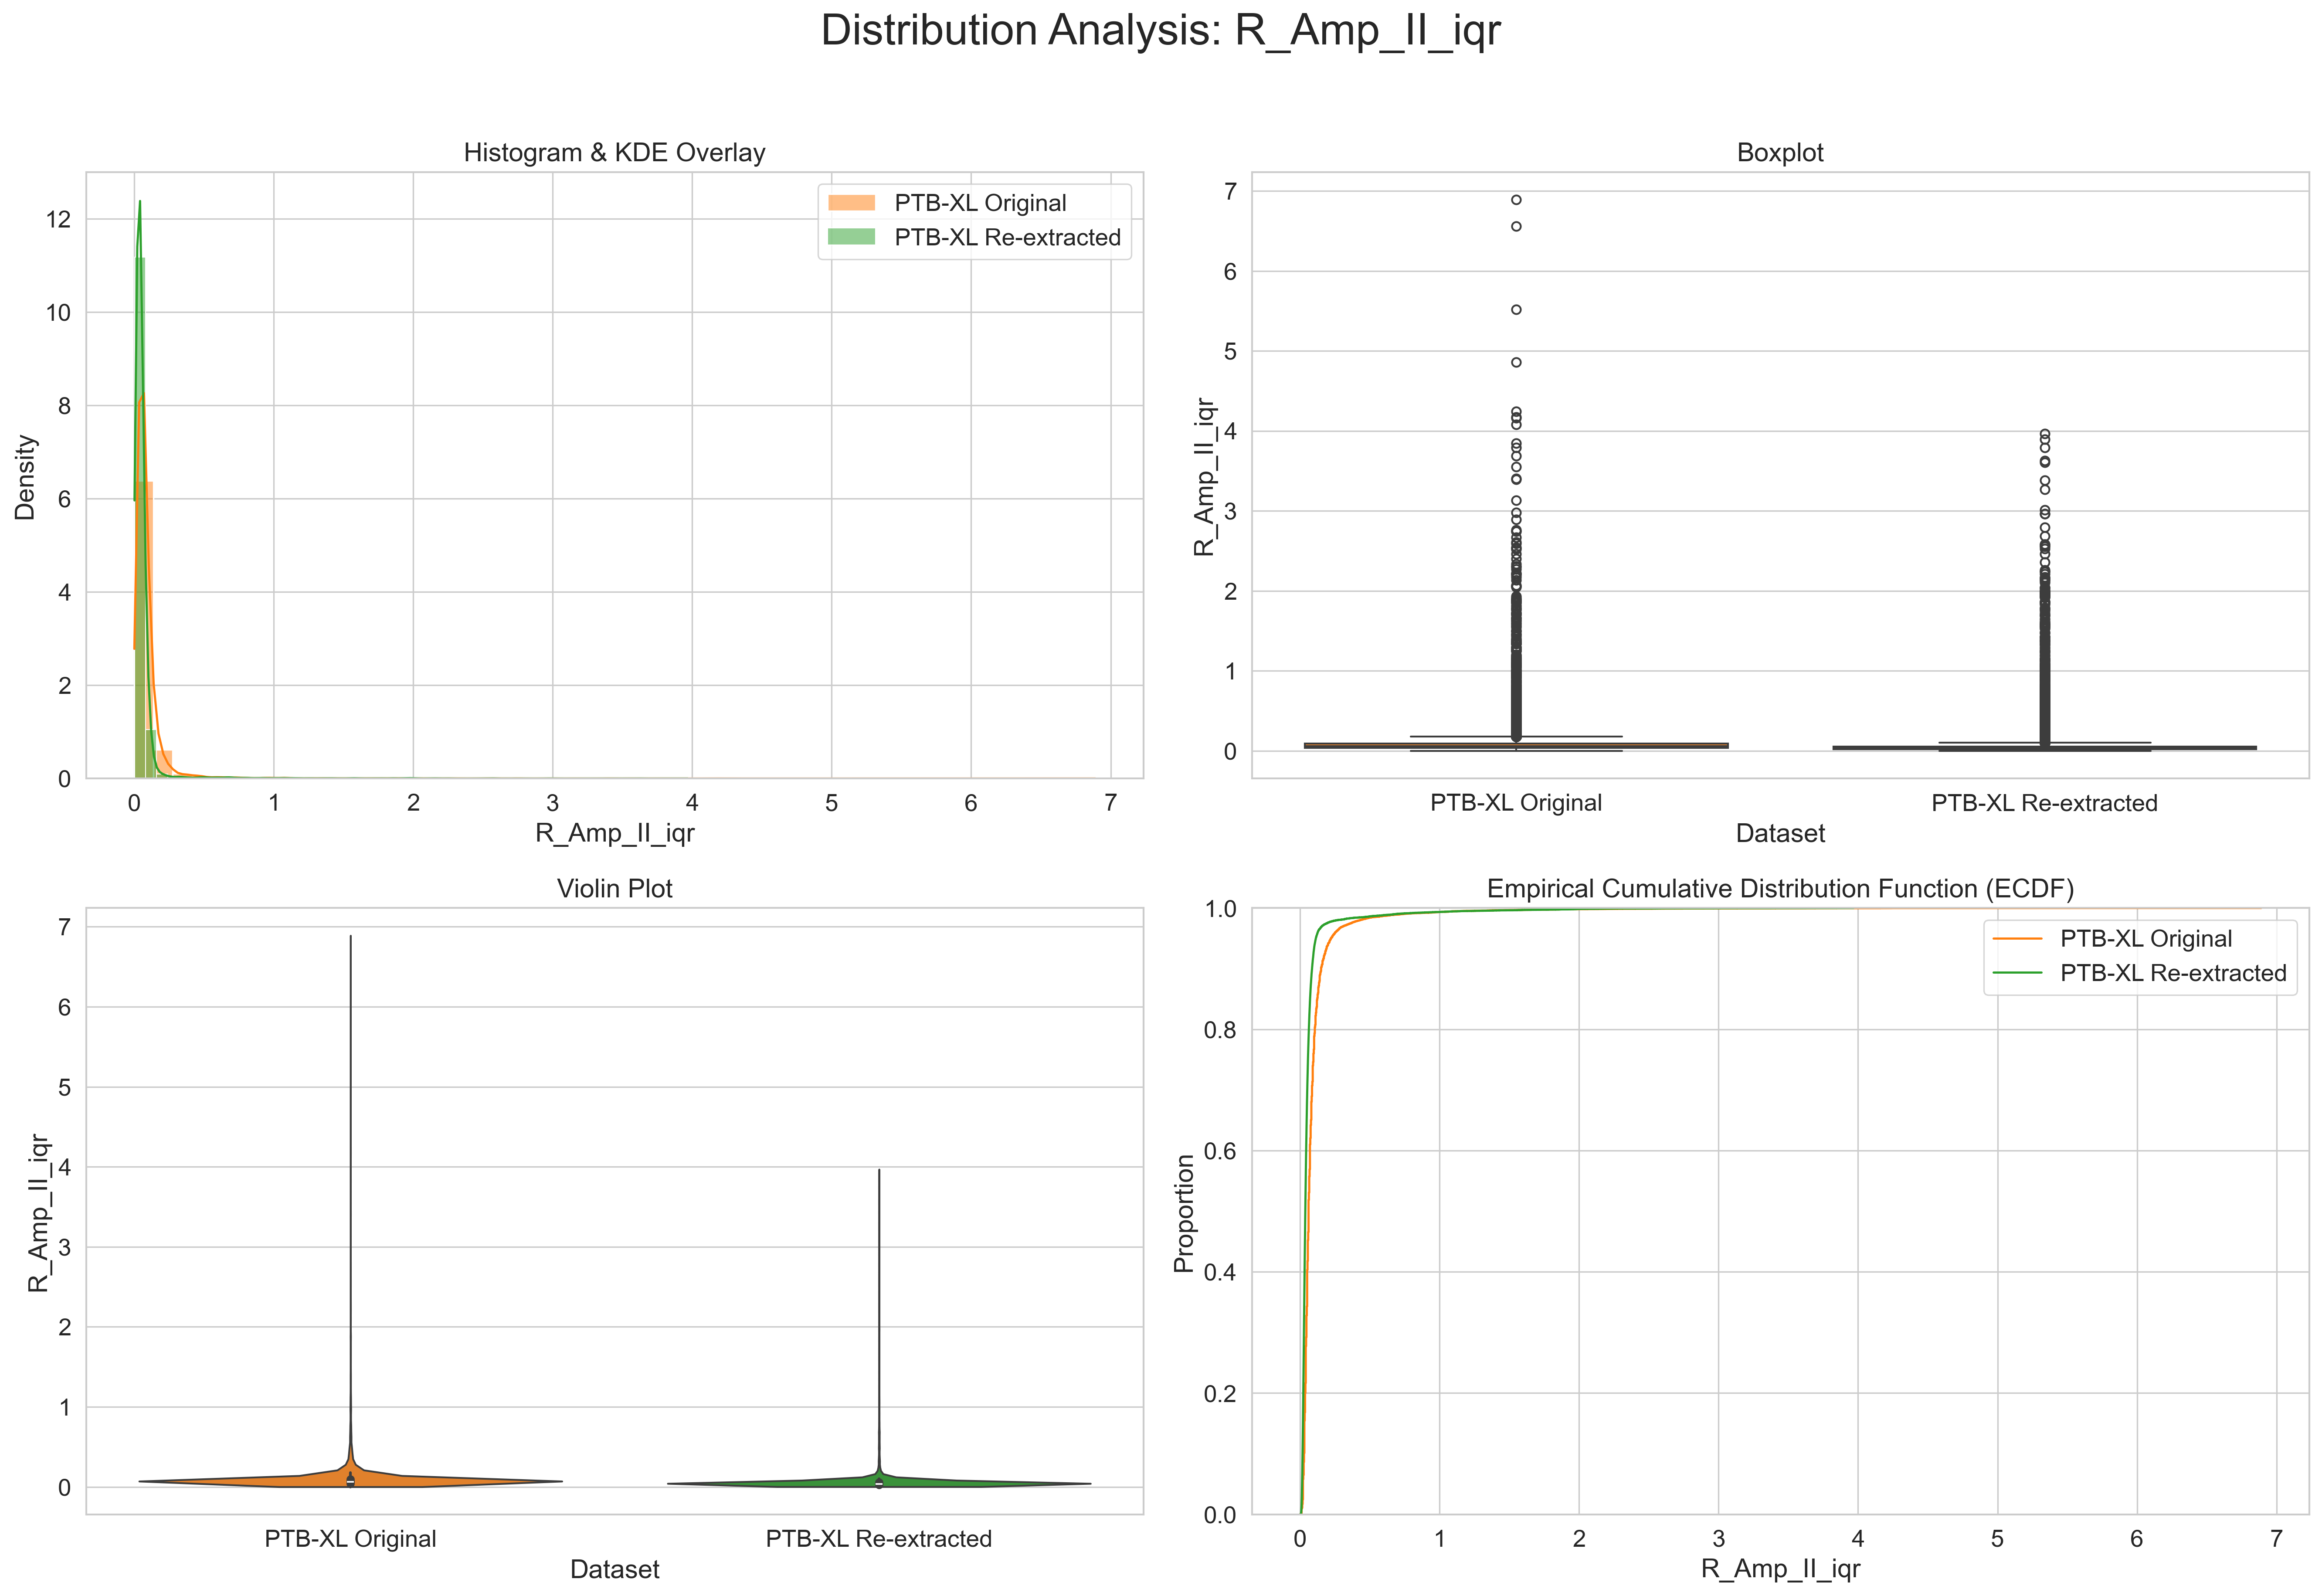 Distribution Analysis: R_Amp_II_iqr
Histogram & KDE Overlay
PTB-XL Original
PTB-XL Re-extracted
12
10
8
6
4
2
0
Density
0 1 2 3 4 5 6 7
R_Amp_II_iqr
Boxplot
7
6
5
4
3
2
1
0
R_Amp_II_iqr
PTB-XL Original PTB-XL Re-extracted
Dataset
Violin Plot
7
6
5
4
3
2
1
0
R_Amp_II_iqr
PTB-XL Original PTB-XL Re-extracted
Dataset
Empirical Cumulative Distribution Function (ECDF)
PTB-XL Original
PTB-XL Re-extracted
1.0
0.8
0.6
0.4
0.2
0.0
Proportion
0 1 2 3 4 5 6 7
R_Amp_II_iqr